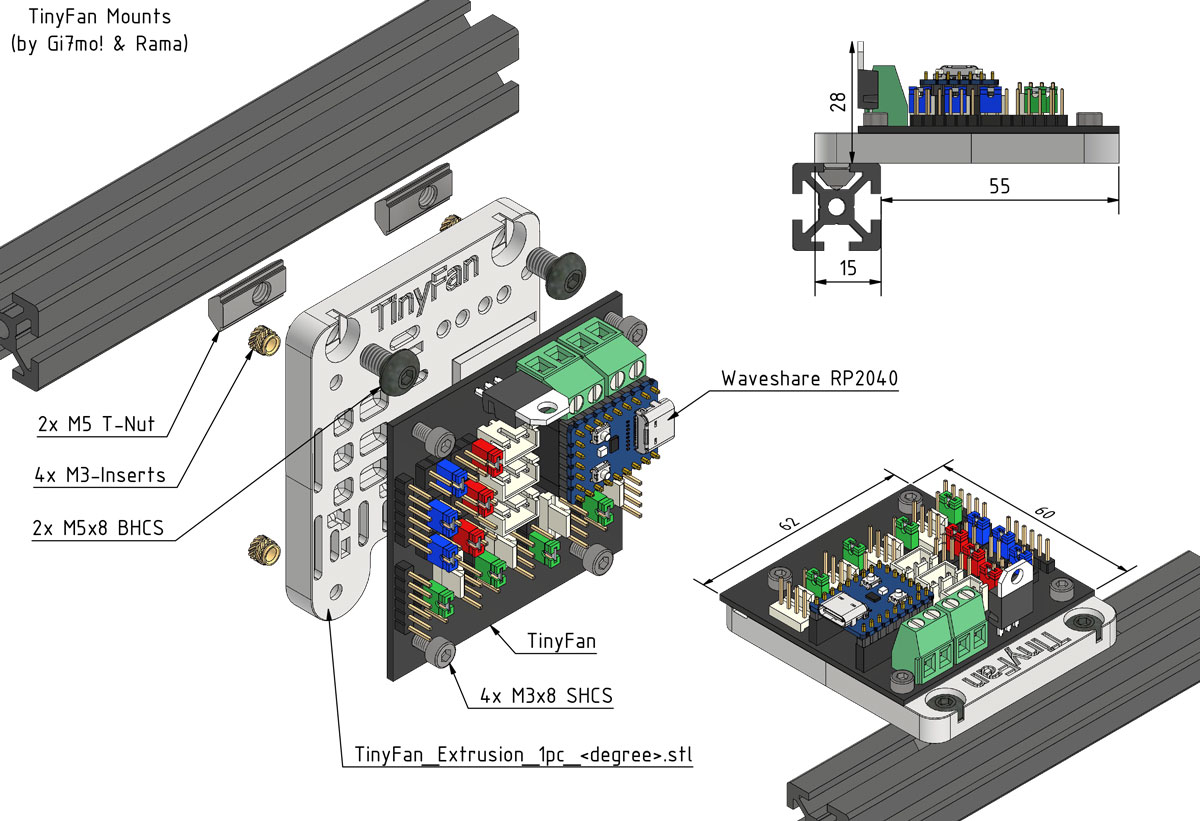 TinyFan Mounts
(by Gi7mo! & Rama)
28
55
15
TinyFan
Waveshare RP2040
2x M5 T-Nut
4x M3-Inserts
2x M5x8 BHCS
62
60
TinyFan
TinyFan
4x M3x8 SHCS
TinyFan_Extrusion_1pc_<degree>.stl